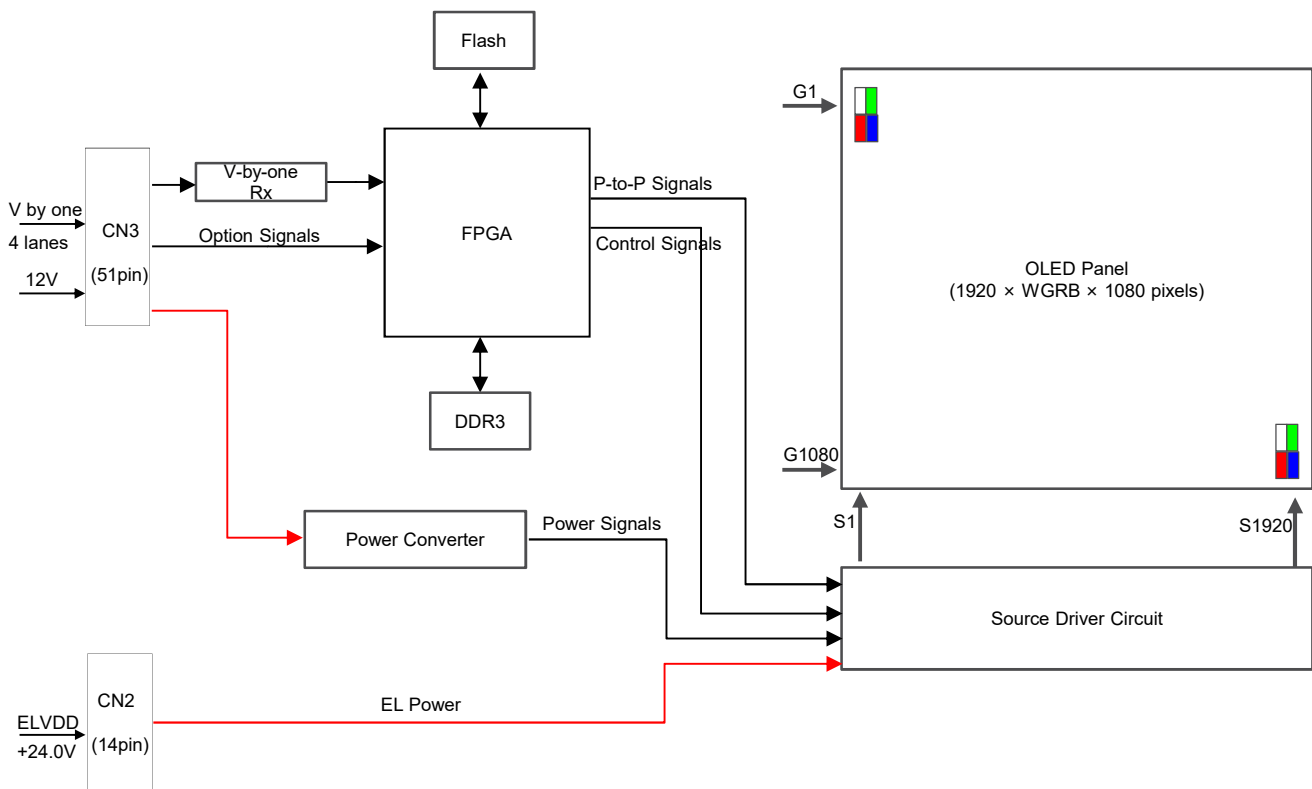 Flash
G1
V-by-one
Rx
P-to-P Signals
V by one
4 lanes
CN3
(51pin)
Option Signals
FPGA
Control Signals
12V
OLED Panel
(1920 × WGRB × 1080 pixels)
DDR3
G1080
S1
S1920
Power Signals
Power Converter
Source Driver Circuit
CN2
(14pin)
EL Power
ELVDD
+24.0V